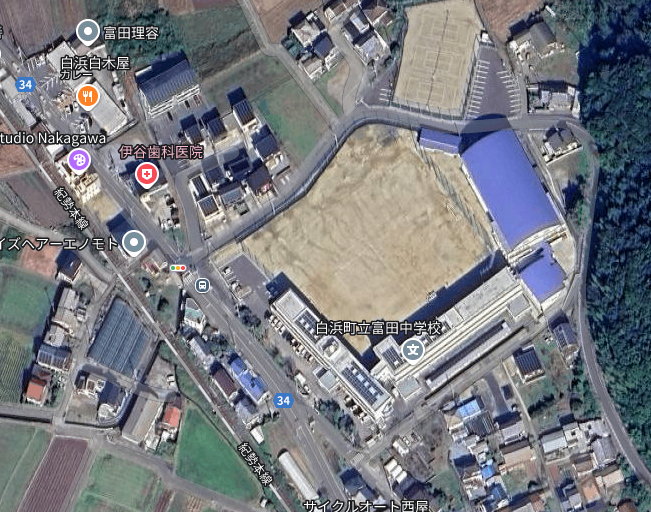 富田理容
白浜白木屋
カレー
34
tudio Nakagawa
伊谷歯科医院
紀勢本線
イズヘアーエノモト
白浜町立富田中学校
34
紀勢本線
サイクルオート西屋